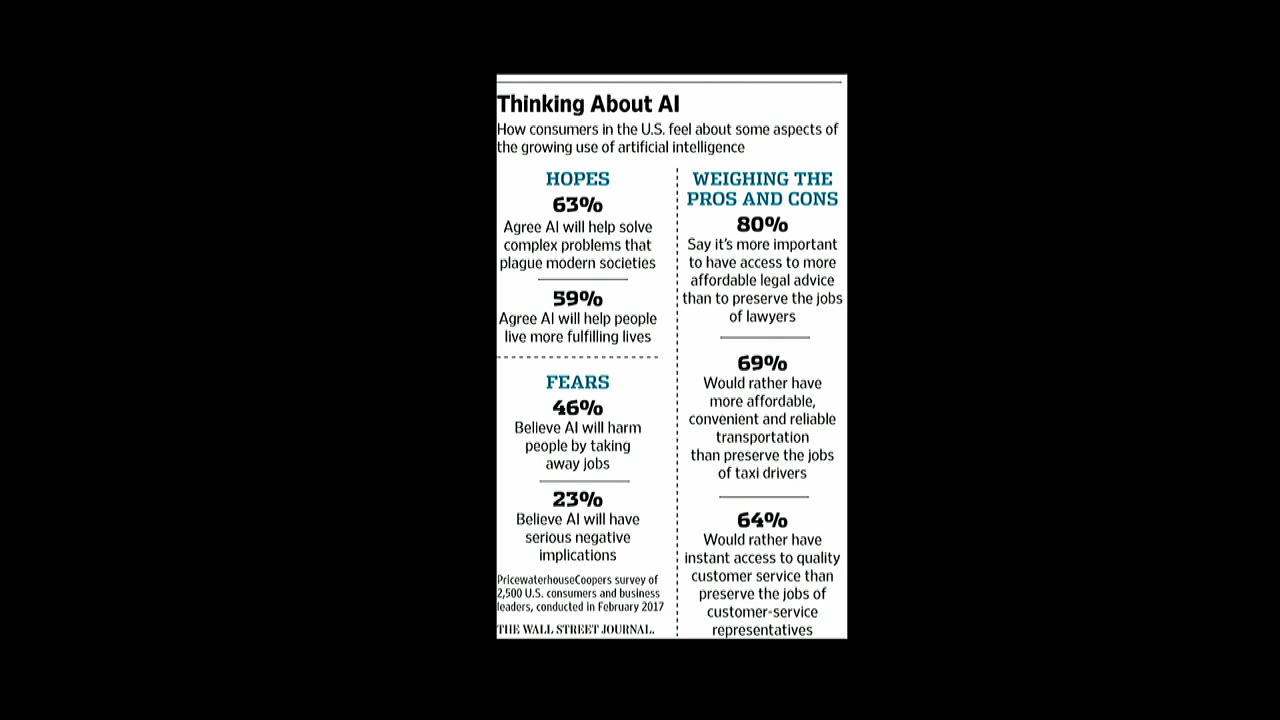 Thinking About AI
How consumers in the U.S. feel about some aspects of
the growing use of artificial intelligence
HOPES
63%
Agree AI will help solve
complex problems that
plague modern societies
59%
Agree AI will help people
live more fulfilling lives
FEARS
46%
Believe AI will harm
people by taking
away jobs
23%
Believe AI will have
serious negative
implications
PricewaterhouseCoopers survey of
2,500 U.S. consumers and business
leaders, conducted in February 2017
THE WALL STREET JOURNAL.
WEIGHING THE
PROS AND CONS
80%
Say it's more important
to have access to more
affordable legal advice
than to preserve the jobs
of lawyers
69%
Would rather have
more affordable,
convenient and reliable
transportation
than preserve the jobs
of taxi drivers
64%
Would rather have
instant access to quality
customer service than
preserve the jobs of
customer-service
representatives